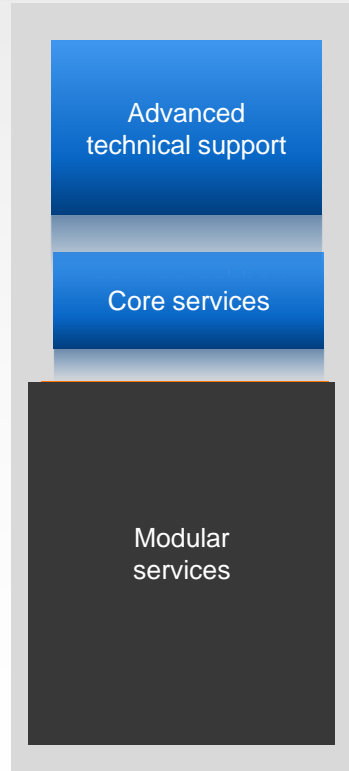 Advanced
technical support
Core services
Modular
services